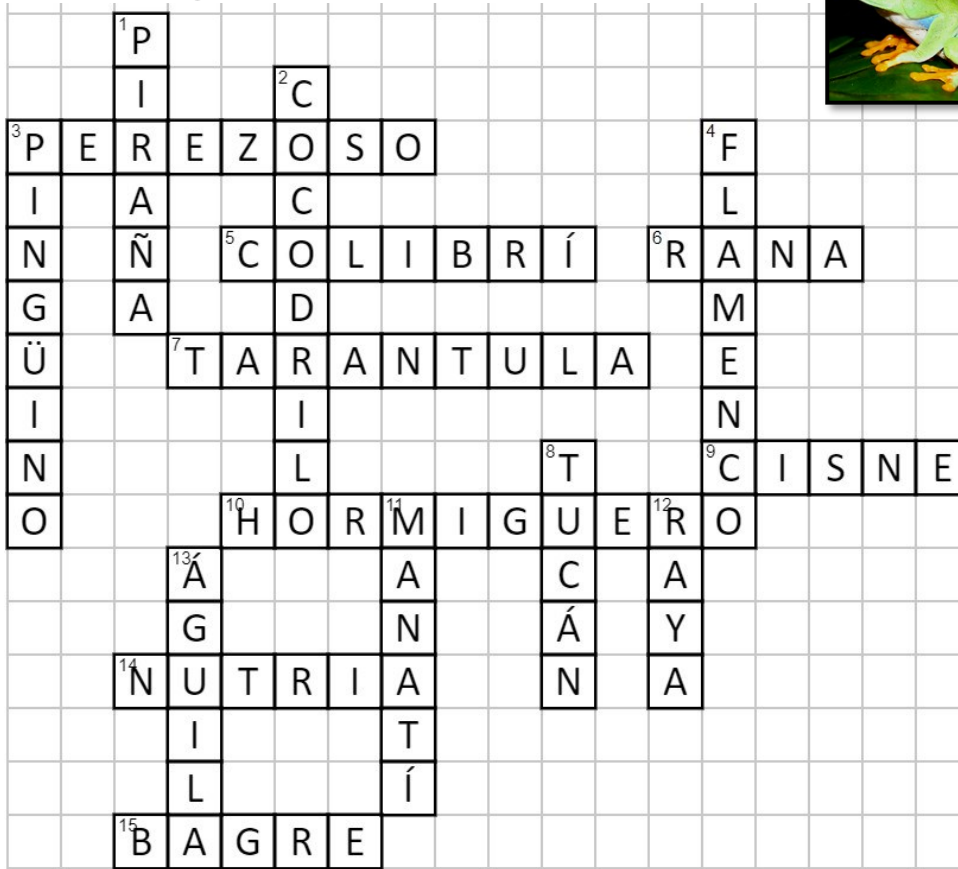 1 P
I 2 C
3 P E R E Z O S O 4 F
I A C L
N Ñ 5 C O L I B R Í 6 R A N A
G A D M
Ü 7 T A R A N T U L A E
I I N
N L 8 T 9 C I S N E
O 10 H O R 11 M I G U E 12 R O
13 Á A C A
G N Á Y
14 N U T R I A N A
I T
L Í
15 B A G R E